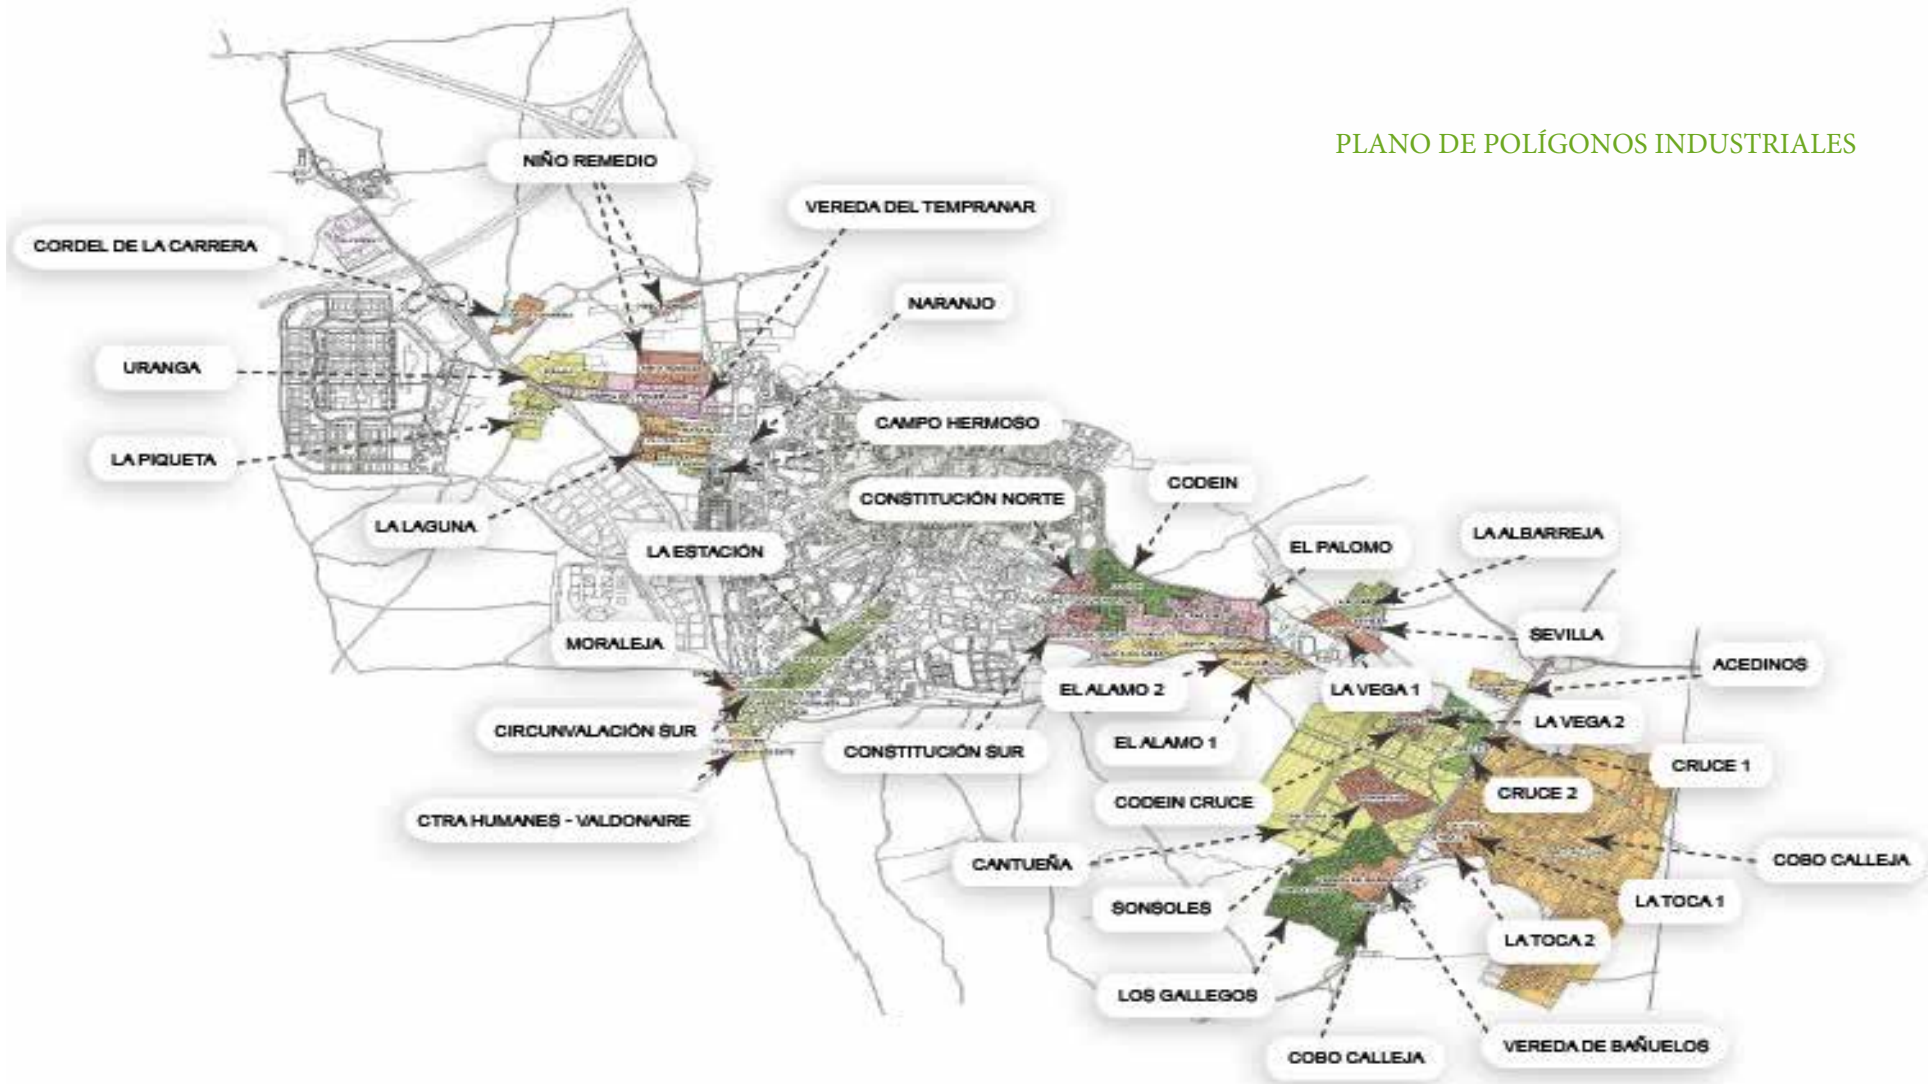 PLANO DE POLÍGONOS INDUSTRIALES
NIÑO REMEDIO
VEREDA DEL TEMPRANAR
CORDEL DE LA CARRERA
NARANJO
URANGA
CAMPO HERMOSO
LA PIQUETA
CODEIN
CONSTITUCIÓN NORTE
LA LAGUNA
LA ALBARREJA
EL PALOMO
LA ESTACIÓN
SEVILLA
MORALEJA
ACEDINOS
EL ALAMO 2
LA VEGA 1
LA VEGA 2
CIRCUNVALACIÓN SUR
EL ALAMO 1
CONSTITUCIÓN SUR
CRUCE 1
CRUCE 2
CODEIN CRUCE
CTRA HUMANES - VALDONAIRE
COBO CALLEJA
CANTUEÑA
LA TOCA 1
SONSOLES
LA TOCA 2
LOS GALLEGOS
VEREDA DE BAÑUELOS
COBO CALLEJA